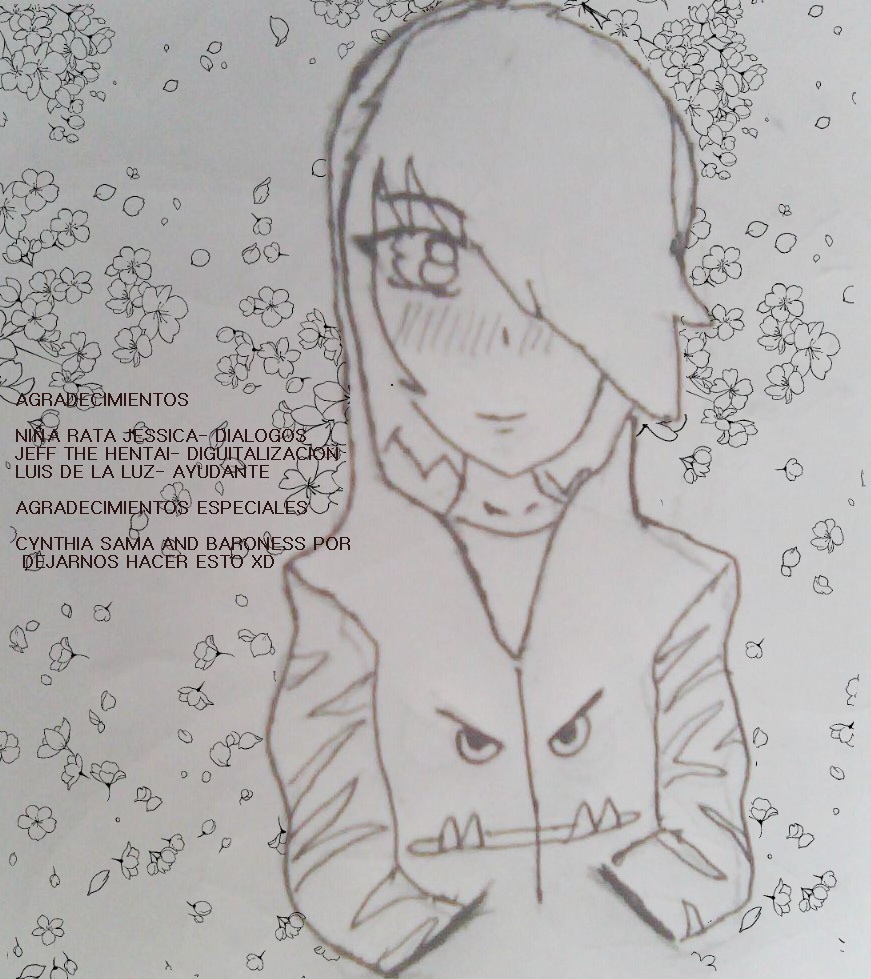 AGRADECIMIENTOS
NIÑA RATA JESSICA- DIALOGOS
JEFF THE HENTAI- DIGUITALIZACION
LUIS DE LA LUZ- AYUDANTE
AGRADECIMIENTOS ESPECIALES
CYNTHIA SAMA AND BARONESS POR
DEJARNOS HACER ESTO XD